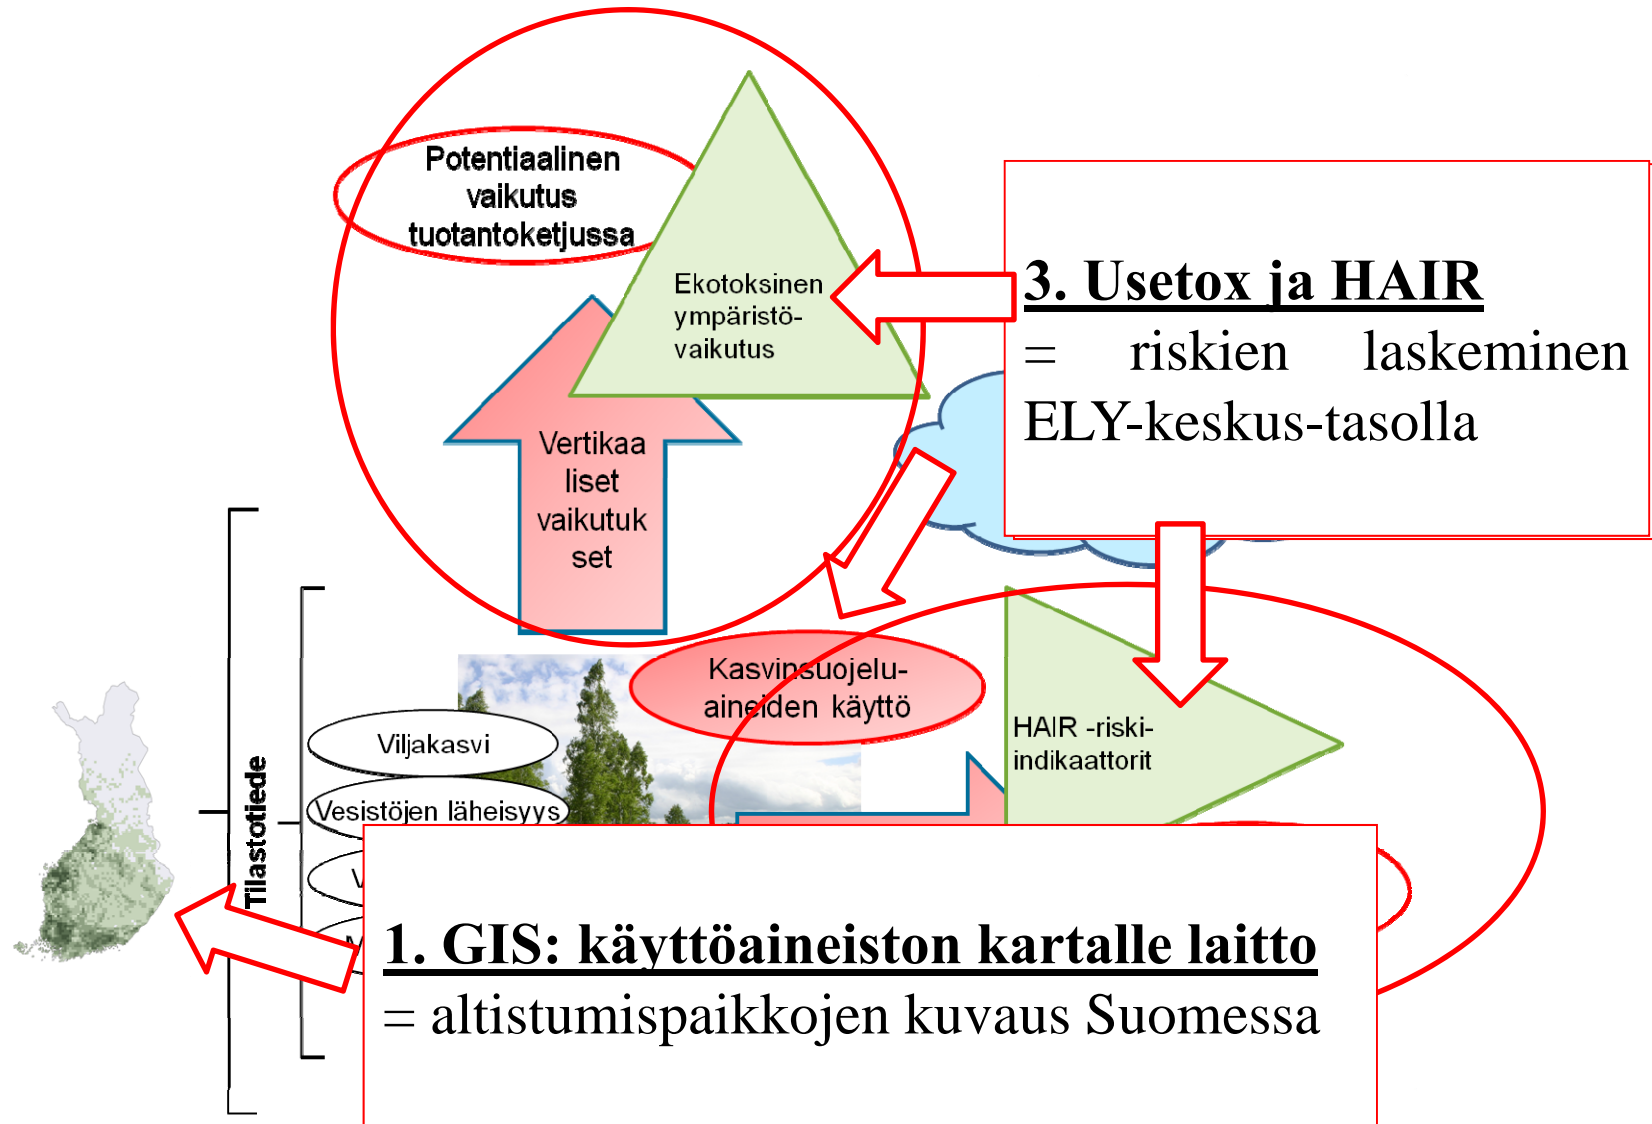 Potentiaalinen
vaikutus
tuotantoketjussa
Ekotoksinen
ympäristö-
vaikutus
3. Usetox ja HAIR
= riskien laskeminen
ELY-keskus-tasolla
Vertikaa
liset
vaikutuk
set
Kasvinsuojelu-
aineiden käyttö
HAIR -riski-
indikaattorit
Tilastotiede
Viljakasvi
Vesistöjen läheisyys
1. GIS: käyttöaineiston kartalle laitto
= altistumispaikkojen kuvaus Suomessa